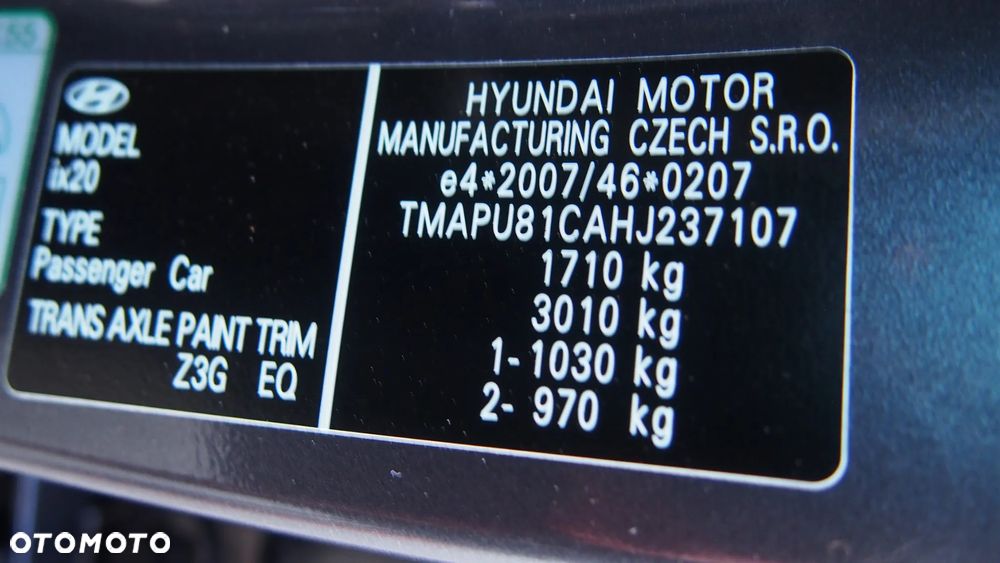 55
MODEL
ix20
TYPE
Passenger Car
TRANS AXLE PAINT TRIM
Z3G EQ
HYUNDAI MOTOR
MANUFACTURING CZECH S.R.O.
e4*2007/46*0207
TMAPU81CAHJ237107
1710 kg
3010 kg
1- 1030 kg
2- 970 kg
OTOMOTO